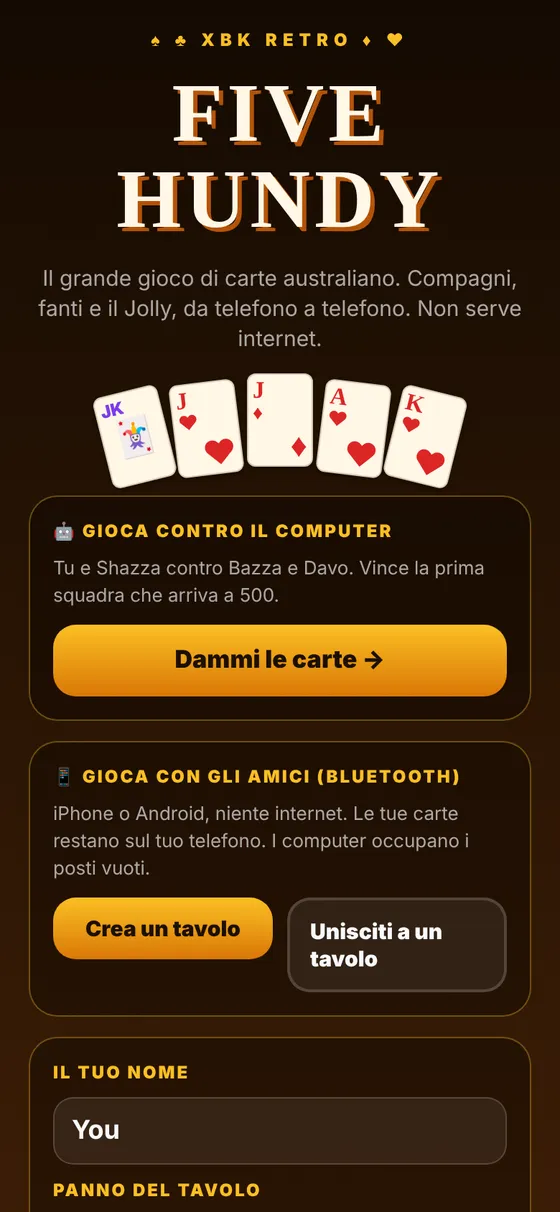 ♠ ♣ XBK RETRO ♦ ♥
FIVE
HUNDY
Il grande gioco di carte australiano. Compagni,
fanti e il Jolly, da telefono a telefono. Non serve
internet.
JK J J A K
🤖 GIOCA CONTRO IL COMPUTER
Tu e Shazza contro Bazza e Davo. Vince la prima
squadra che arriva a 500.
Dammi le carte →
📱 GIOCA CON GLI AMICI (BLUETOOTH)
iPhone o Android, niente internet. Le tue carte
restano sul tuo telefono. I computer occupano i
posti vuoti.
Crea un tavolo
Unisciti a un
tavolo
IL TUO NOME
You
PANNO DEL TAVOLO